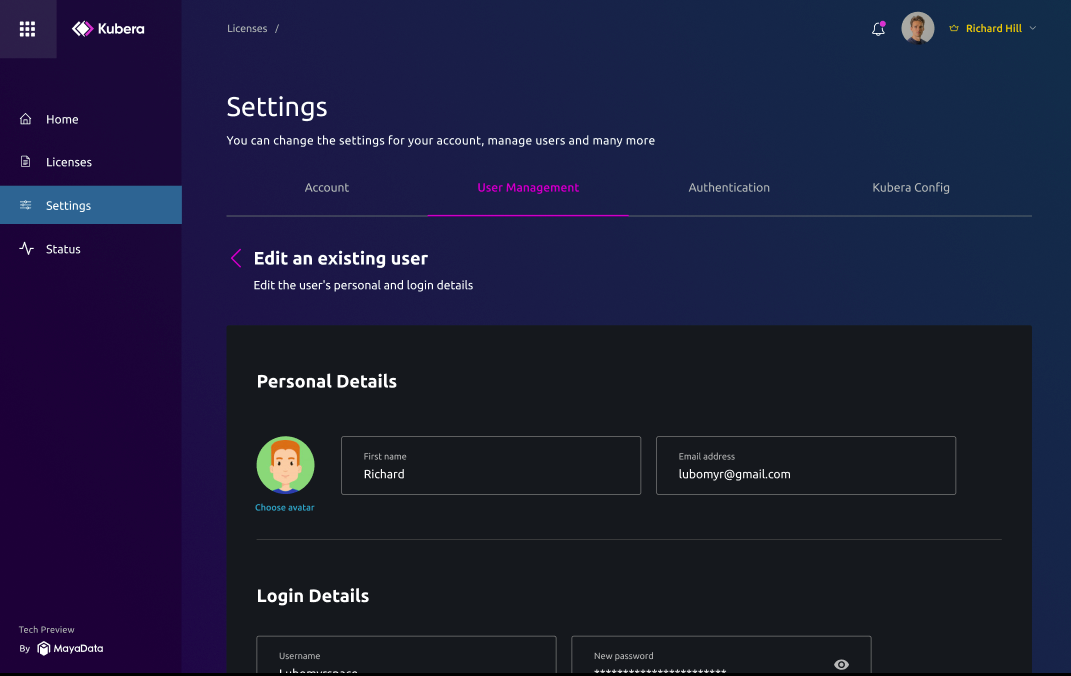 Kubera
Licenses /
Richard Hill
Home
Licenses
Settings
Status
Tech Preview
By MayaData
Settings
You can change the settings for your account, manage users and many more
Account
User Management
Authentication
Kubera Config
Edit an existing user
Edit the user's personal and login details
Personal Details
Choose avatar
First name
Richard
Email address
lubomyr@gmail.com
Login Details
Username
Lubomyrspace
New password
***********************